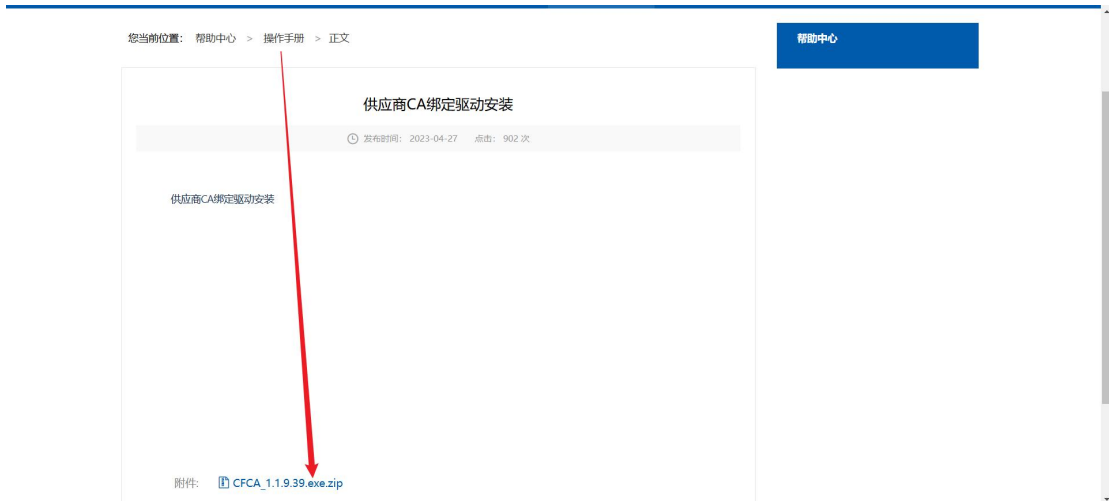 您当前位置： 帮助中心 > 操作手册 > 正文
帮助中心
供应商CA绑定驱动安装
发布时间： 2023-04-27 点击： 902 次
供应商CA绑定驱动安装
附件: CFCA_1.1.9.39.exe.zip